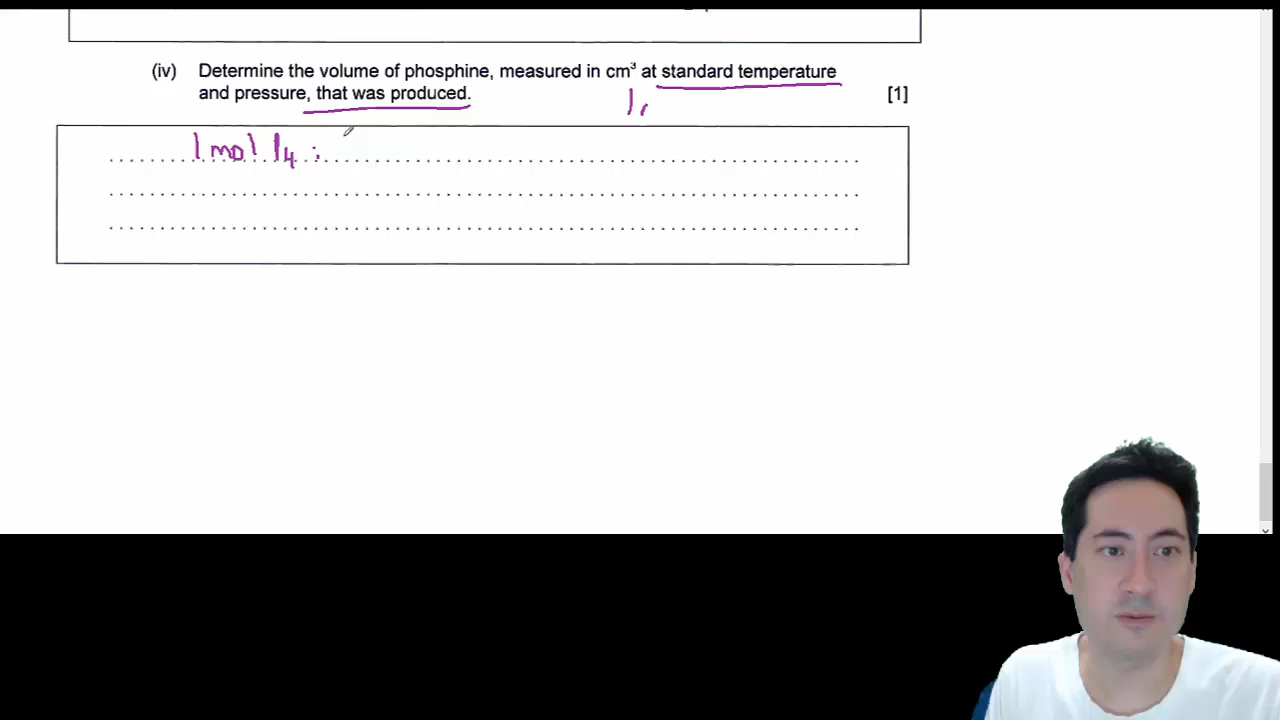 (iv) Determine the volume of phosphine, measured in cm³ at standard temperature
and pressure, that was produced. [1]
1 mol P4 :